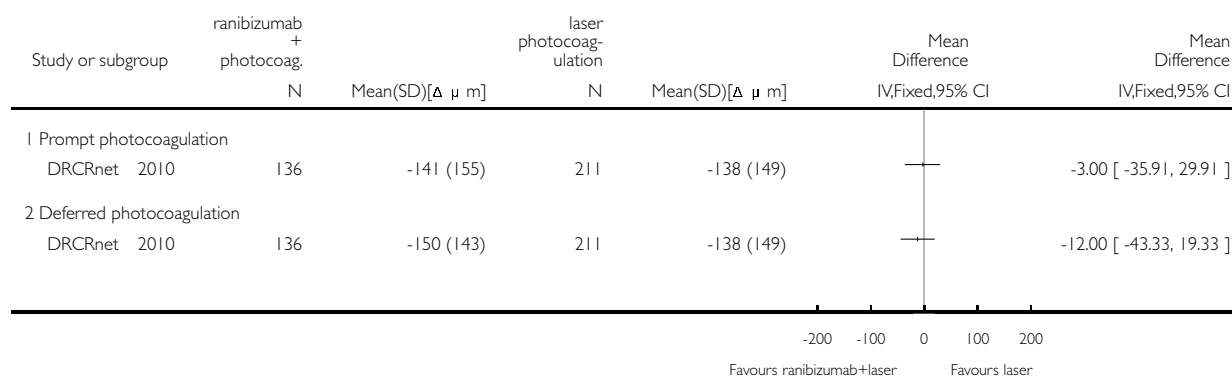 ranibizumab
+
photocoag.
laser
photocoag-
ulation
Study or subgroup
Mean
Difference
Mean
Difference
N Mean(SD)[Δ μ m] N Mean(SD)[Δ μ m] IV,Fixed,95% CI IV,Fixed,95% CI
1 Prompt photocoagulation
DRCRnet 2010 136 -141 (155) 211 -138 (149) -3.00 [ -35.91, 29.91 ]
2 Deferred photocoagulation
DRCRnet 2010 136 -150 (143) 211 -138 (149) -12.00 [ -43.33, 19.33 ]
-200 -100 0 100 200
Favours ranibizumab+laser Favours laser